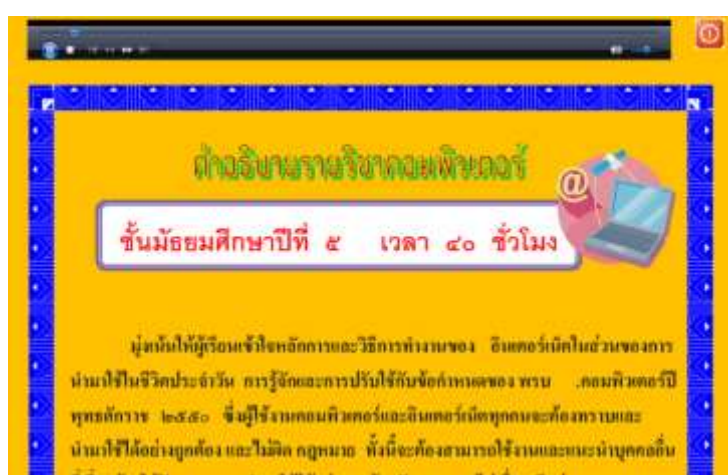 คำอธิบายรายวิชาคอมพิวเตอร์
ชั้นมัธยมศึกษาปีที่ ๕ เวลา ๔๐ ชั่วโมง
มุ่งเน้นให้ผู้เรียนเข้าใจหลักการและวิธีการทำงานของ อินเตอร์เน็ตในส่วนของการ
นำมาใช้ในชีวิตประจำวัน การรู้จักและการปรับใช้กับข้อกำหนดของ พรบ .คอมพิวเตอร์ปี
พุทธศักราช ๒๕๕๐ ซึ่งผู้ใช้งานคอมพิวเตอร์และอินเตอร์เน็ตทุกคนจะต้องทราบและ
นำมาใช้ได้อย่างถูกต้อง และไม่ผิด กฎหมาย ทั้งนี้จะต้องสามารถใช้งานและแนะนำบุคคลอื่น